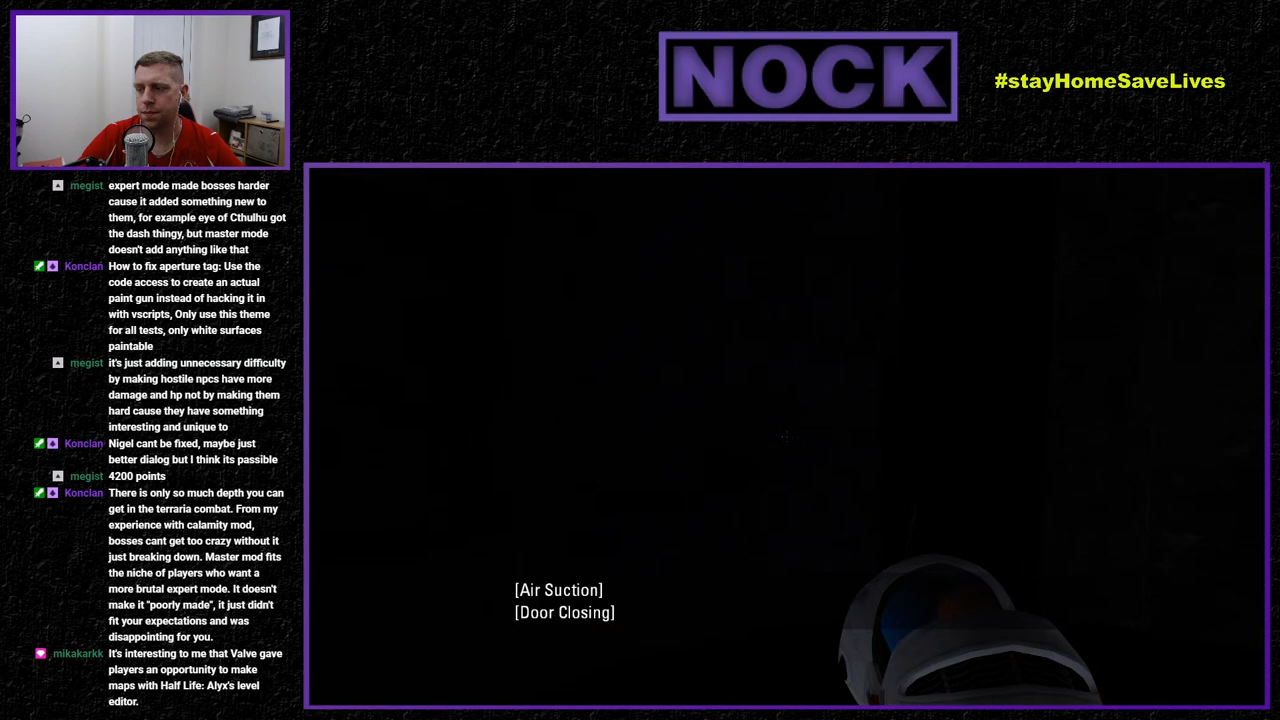 NOCK
#stayHomeSaveLives
megist expert mode made bosses harder
cause it added something new to
them, for example eye of Cthulhu got
the dash thingy, but master mode
doesn't add anything like that
Konclan How to fix aperture tag: Use the
code access to create an actual
paint gun instead of hacking it in
with vscripts, Only use this theme
for all tests, only white surfaces
paintable
megist it's just adding unnecessary difficulty
by making hostile npcs have more
damage and hp not by making them
hard cause they have something
interesting and unique to
Konclan Nigel cant be fixed, maybe just
better dialog but I think its passible
megist 4200 points
Konclan There is only so much depth you can
get in the terraria combat. From my
experience with calamity mod,
bosses cant get too crazy without it
just breaking down. Master mod fits
the niche of players who want a
more brutal expert mode. It doesn't
make it "poorly made", it just didn't
fit your expectations and was
disappointing for you.
mikakarkk It's interesting to me that Valve gave
players an opportunity to make
maps with Half Life: Alyx's level
editor.
[Air Suction]
[Door Closing]